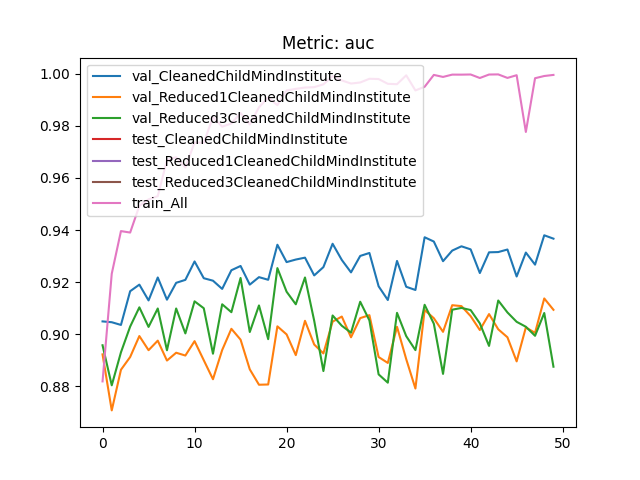 Metric: auc
1.00
0.98
0.96
0.94
0.92
0.90
0.88
val_CleanedChildMindInstitute
val_Reduced1CleanedChildMindInstitute
val_Reduced3CleanedChildMindInstitute
test_CleanedChildMindInstitute
test_Reduced1CleanedChildMindInstitute
test_Reduced3CleanedChildMindInstitute
train_All
0 10 20 30 40 50